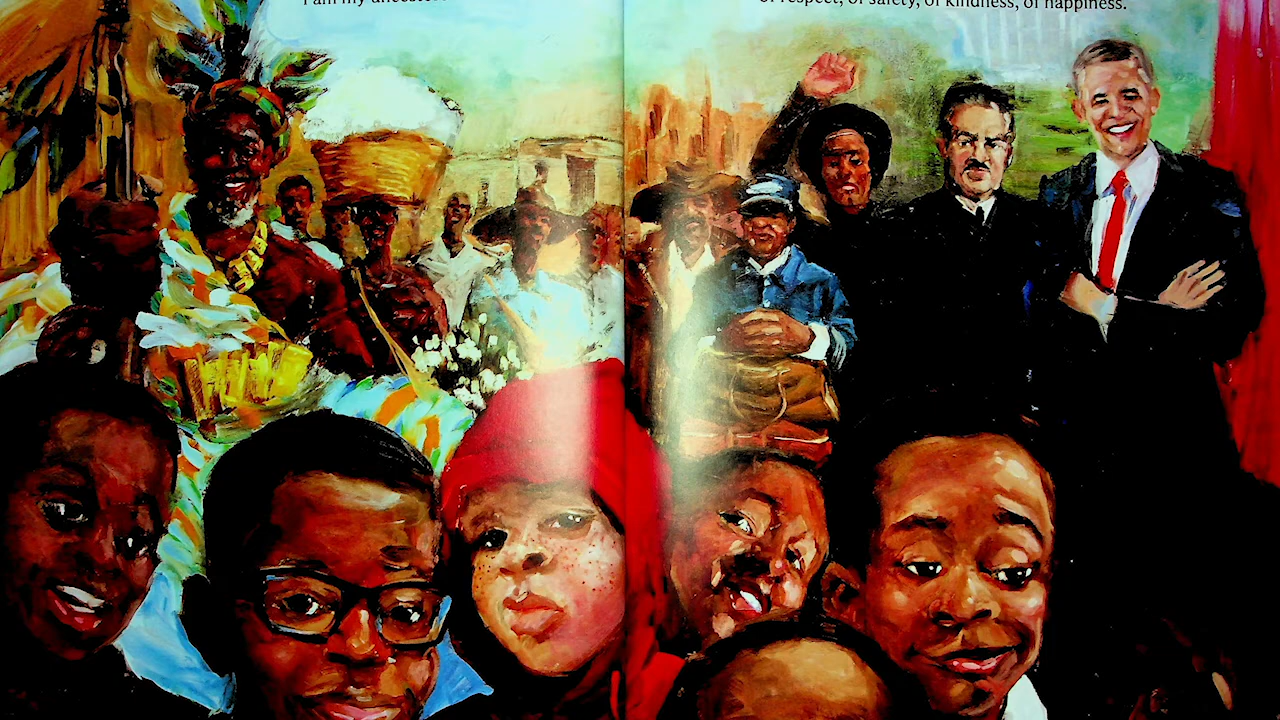 I am my
of respect, of safety, of kindness, of happiness.